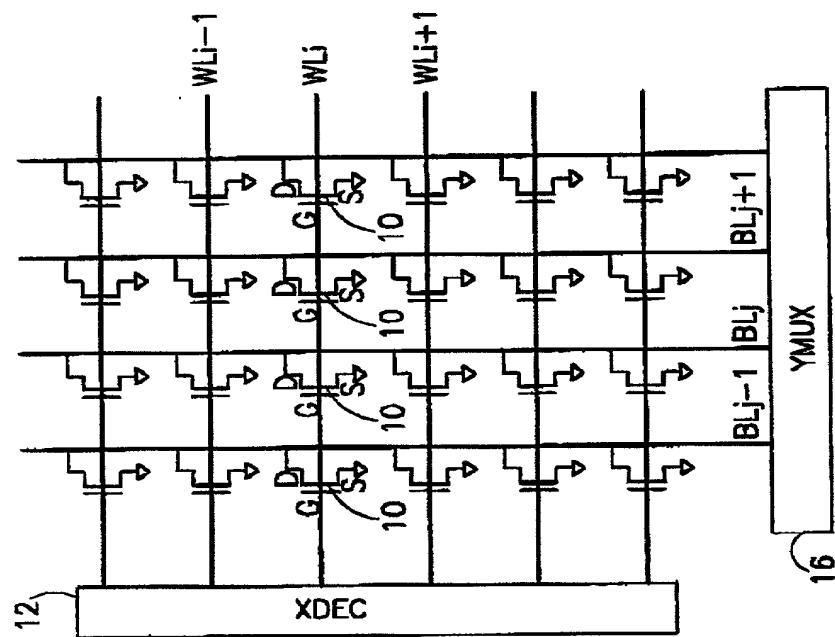 WLi-1
WLi
WLi+1
D
D
D
D
G
G
G
G
S
S
S
S
10
10
10
10
BLj-1
BLj
BLj+1
12
XDEC
YMUX
16